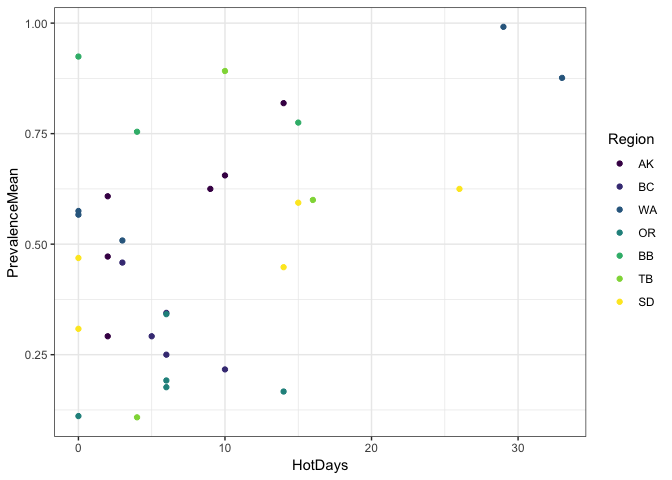 1.00
0.75
0.50
0.25
PrevalenceMean
0
10
20
30
HotDays
Region
AK
BC
WA
OR
BB
TB
SD